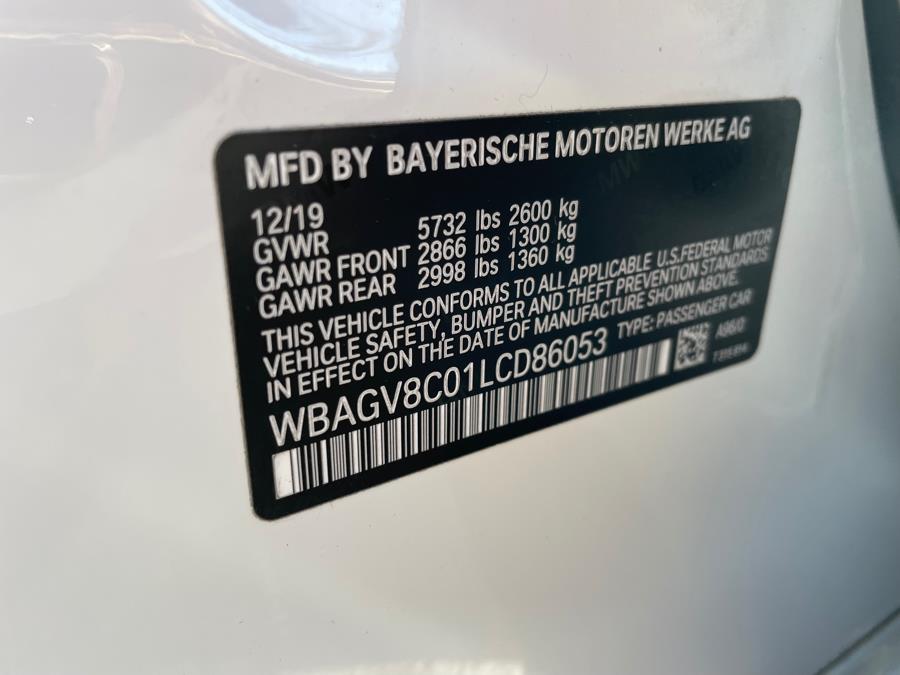 MFD BY BAYERISCHE MOTOREN WERKE AG
12/19
GVWR 5732 lbs 2600 kg
GAWR FRONT 2866 lbs 1300 kg
GAWR REAR 2998 lbs 1360 kg
THIS VEHICLE CONFORMS TO ALL APPLICABLE U.S.FEDERAL MOTOR
VEHICLE SAFETY, BUMPER AND THEFT PREVENTION STANDARDS
IN EFFECT ON THE DATE OF MANUFACTURE SHOWN ABOVE.
WBAGV8C01LCD86053 TYPE: PASSENGER CAR
A96/0